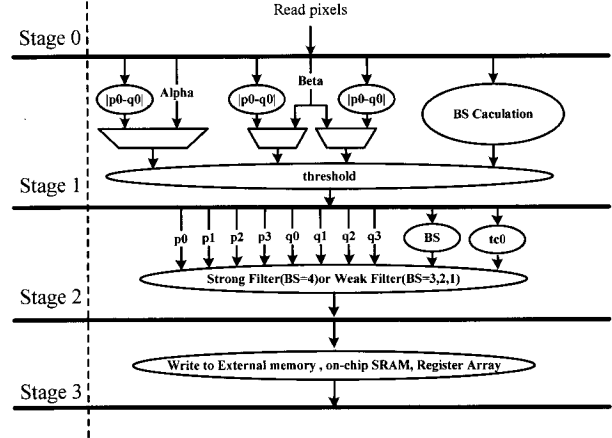 Read pixels
Stage 0
Beta
|p0-q0| Alpha |p0-q0| |p0-q0|
BS Caculation
threshold
Stage 1
p0 p1 p2 p3 q0 q1 q2 q3 BS tc0
Strong Filter(BS=4)or Weak Filter(BS=3,2,1)
Stage 2
Write to External memory , on-chip SRAM, Register Array
Stage 3